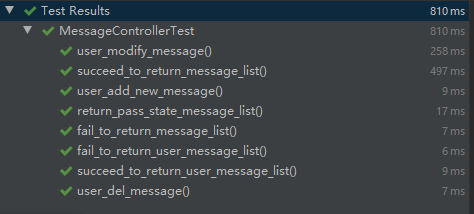 Test Results 810 ms
MessageControllerTest 810 ms
user_modify_message() 258 ms
succeed_to_return_message_list() 497 ms
user_add_new_message() 9 ms
return_pass_state_message_list() 17 ms
fail_to_return_message_list() 7 ms
fail_to_return_user_message_list() 6 ms
succeed_to_return_user_message_list() 9 ms
user_del_message() 7 ms